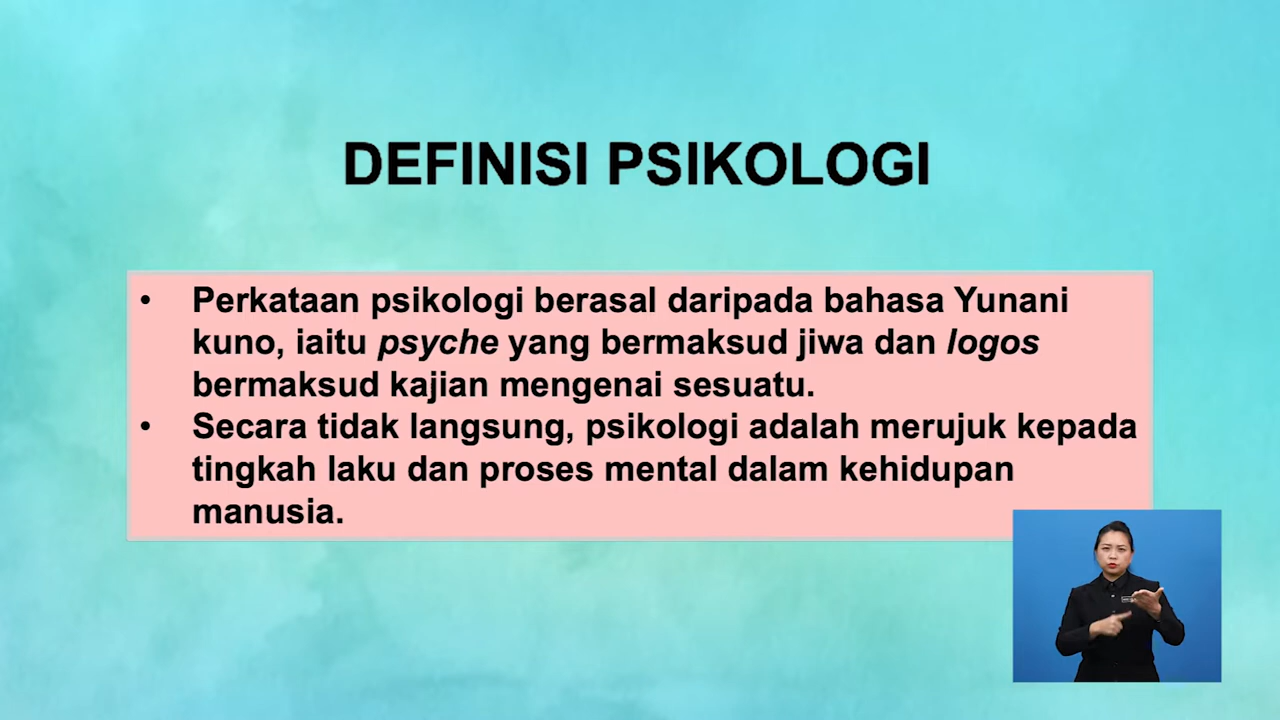 DEFINISI PSIKOLOGI
• Perkataan psikologi berasal daripada bahasa Yunani
kuno, iaitu psyche yang bermaksud jiwa dan logos
bermaksud kajian mengenai sesuatu.
• Secara tidak langsung, psikologi adalah merujuk kepada
tingkah laku dan proses mental dalam kehidupan
manusia.